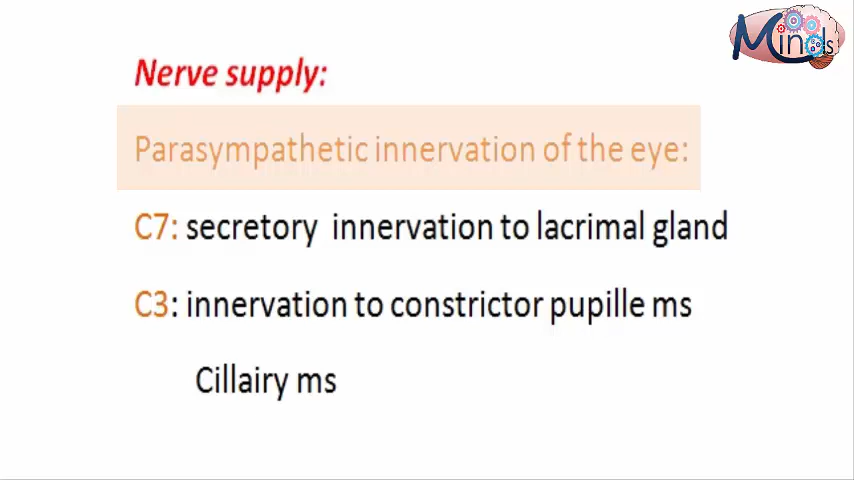 Minds
Nerve supply:
Parasympathetic innervation of the eye:
C7: secretory innervation to lacrimal gland
C3: innervation to constrictor pupille ms
Cillairy ms